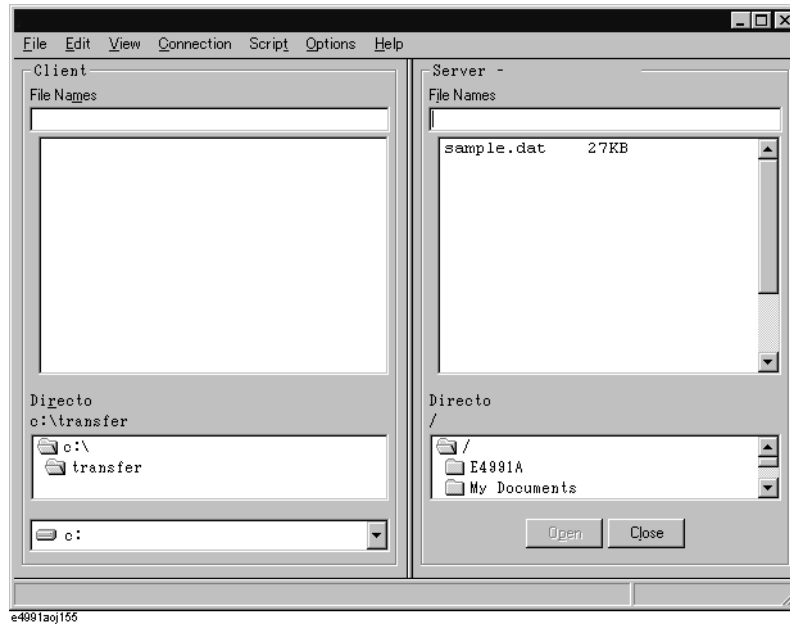 File Edit View Connection Script Options Help
Client
File Names
Directo
c:\transfer
c:\
transfer
c:
Server -
File Names
sample.dat 27KB
Directo
/
/
E4991A
My Documents
Open Close
e4991aoj155